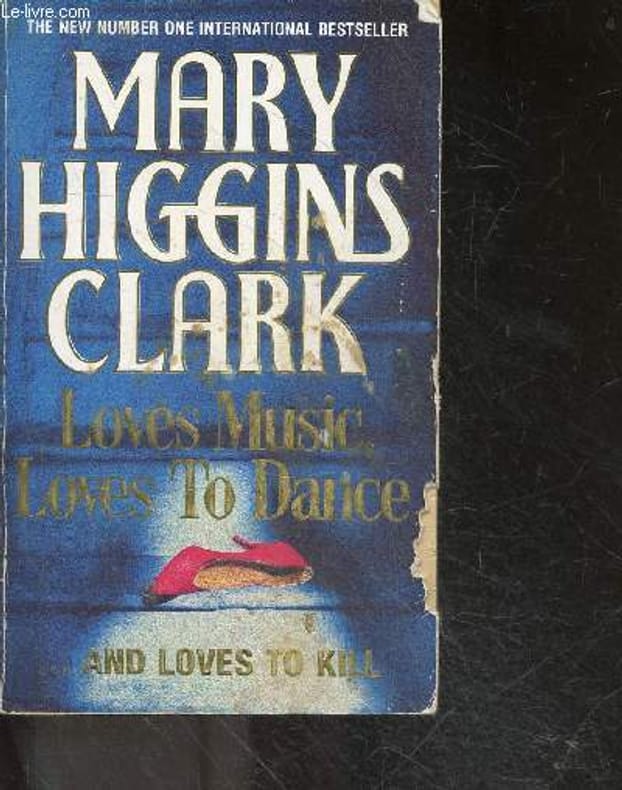 Le-livre.com
THE NEW NUMBER ONE INTERNATIONAL BESTSELLER
MARY
HIGGINS
CLARK
Loves Music,
Loves To Dance
... AND LOVES TO KILL